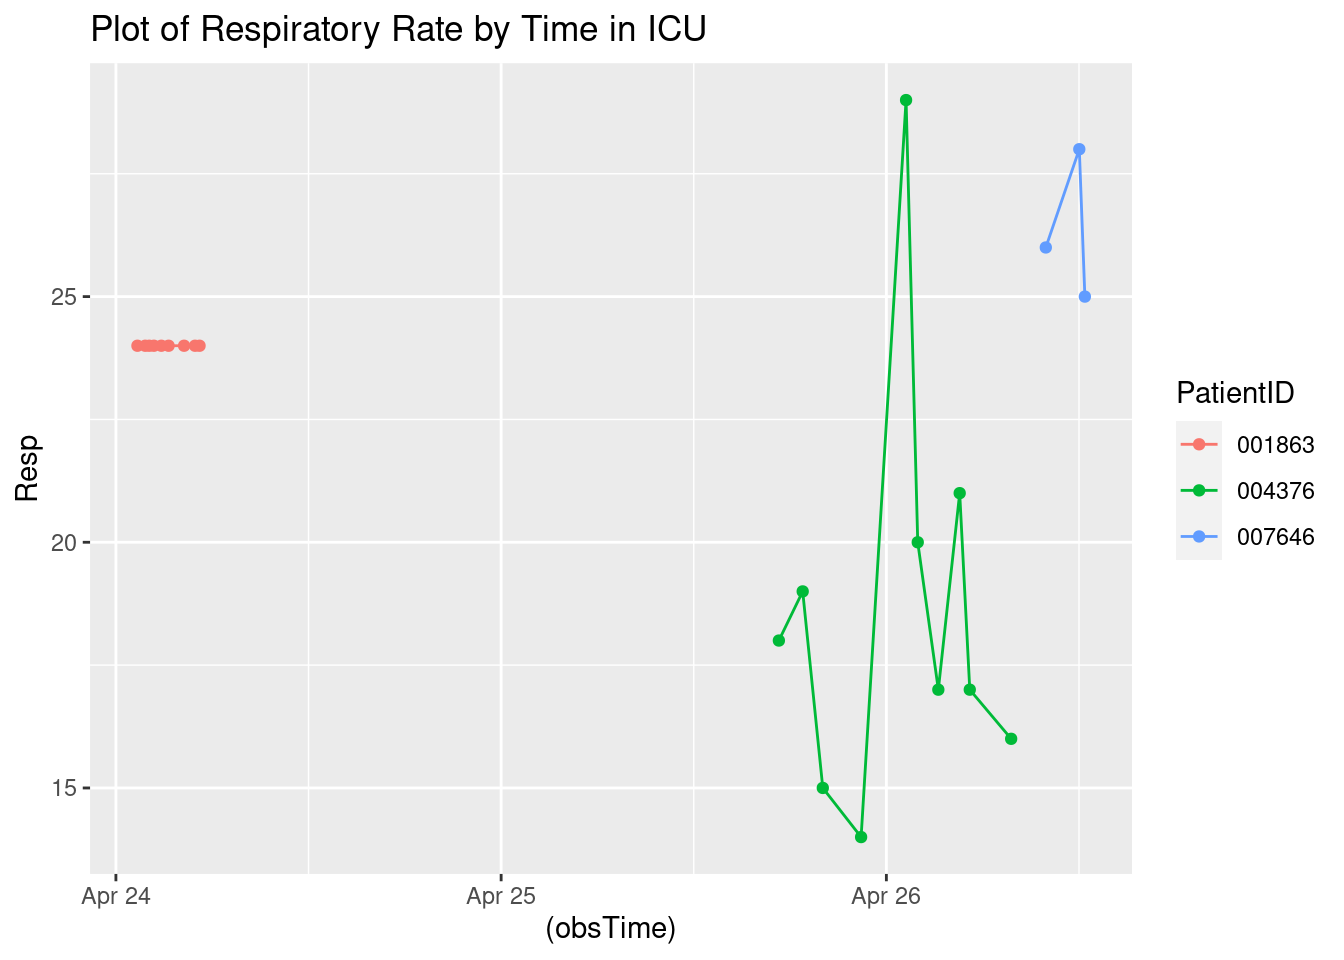 Plot of Respiratory Rate by Time in ICU
Resp
25
20
15
Apr 24
Apr 25
Apr 26
(obsTime)
PatientID
001863
004376
007646